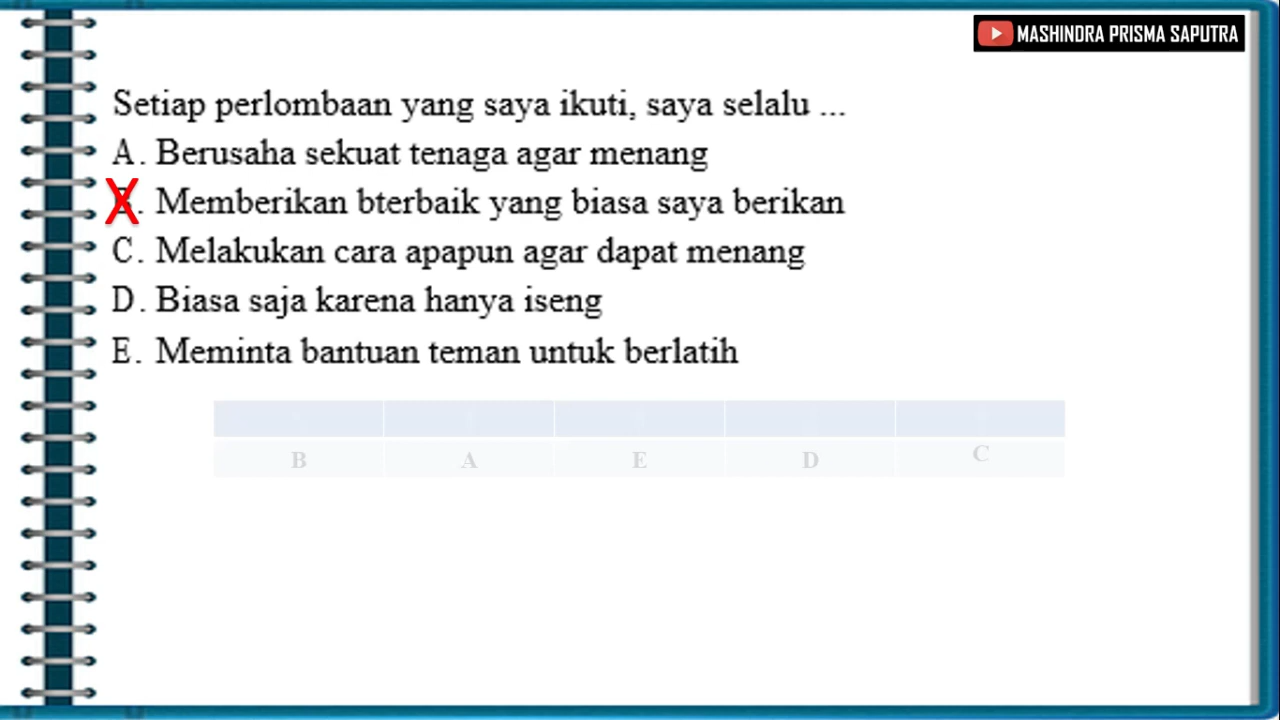 MASHINDRA PRISMA SAPUTRA
Setiap perlombaan yang saya ikuti, saya selalu ...
A. Berusaha sekuat tenaga agar menang
B. Memberikan bterbaik yang biasa saya berikan
C. Melakukan cara apapun agar dapat menang
D. Biasa saja karena hanya iseng
E. Meminta bantuan teman untuk berlatih
B A E D C